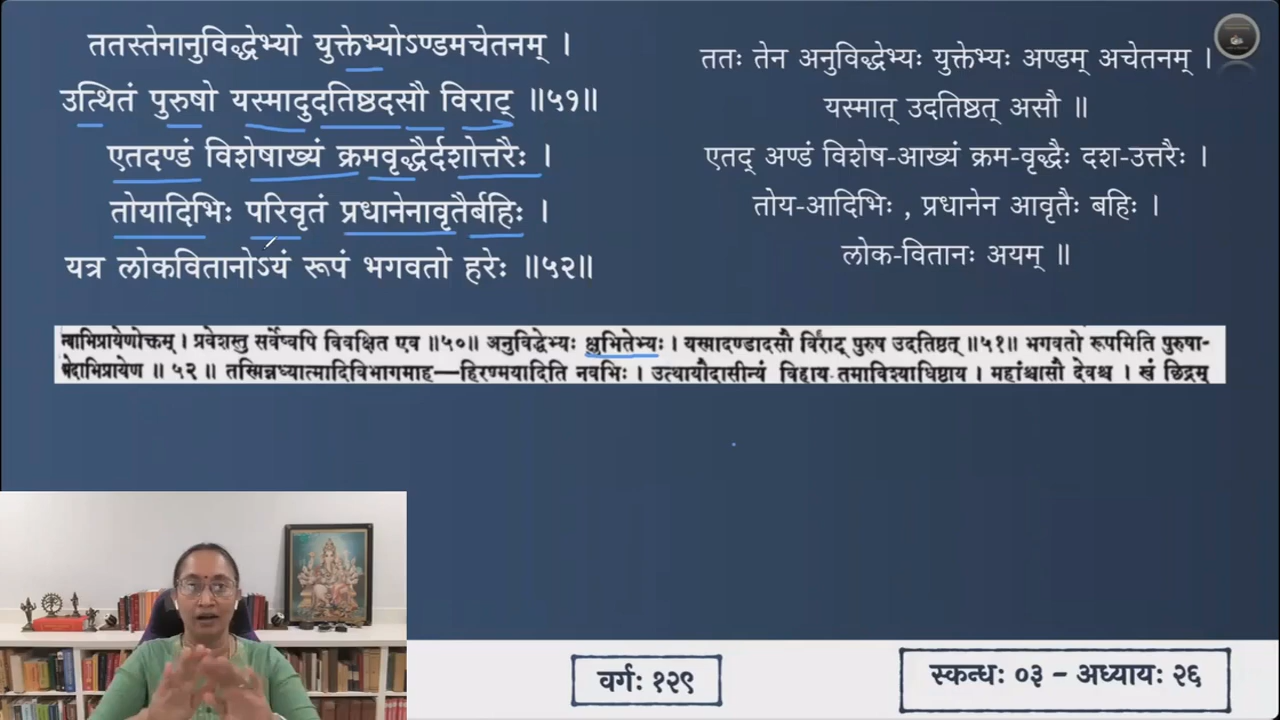 ततस्तेनानुविद्धेभ्यो युक्तेभ्योऽण्डमचेतनम् ।
उत्थितं पुरुषो यस्मादुदतिष्ठदसौ विराट् ॥५१॥
एतदण्डं विशेषाख्यं क्रमवृद्धैर्दशोत्तरैः ।
तोयादिभिः परिवृतं प्रधानेनावृतैर्बहिः ।
यत्र लोकवितानोऽयं रूपं भगवतो हरेः ॥५२॥
ततः तेन अनुविद्धेभ्यः युक्तेभ्यः अण्डम् अचेतनम् ।
यस्मात् उदतिष्ठत् असौ ॥
एतद् अण्डं विशेष-आख्यं क्रम-वृद्धैः दश-उत्तरैः ।
तोय-आदिभिः , प्रधानेन आवृतैः बहिः ।
लोक-वितानः अयम् ॥
त्वाभिप्रायेणोक्तम् । प्रवेशस्तु सर्वेष्वपि विवक्षित एव ॥५०॥ अनुविद्धेभ्यः क्षुभितेभ्यः । यस्मादण्डादसौ विराट् पुरुष उदतिष्ठत् ॥५१॥ भगवतो रूपमिति पुरुषा-
भेदाभिप्रायेण ॥ ५२ ॥ तस्मिन्नध्यात्मादिविभागमाह—हिरण्मयादिति नवभिः । उत्थायौदासीन्यं विहाय तमाविश्याधिष्ठाय । महांश्चासौ देवश्च । खं छिद्रम्
वर्गः १२९
स्कन्धः ०३ – अध्यायः २६